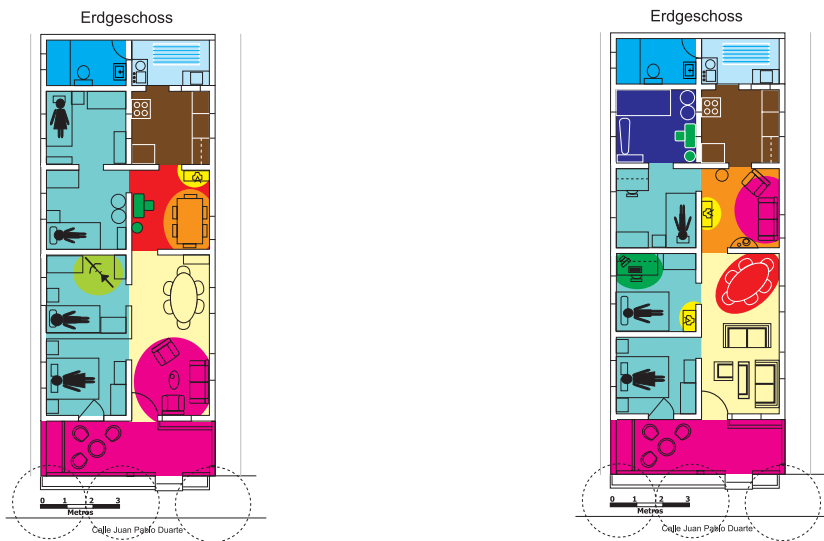 Erdgeschoss
0 1 2 3
Metros
Calle Juan Pablo Duarte
Erdgeschoss
0 1 2 3
Metros
Calle Juan Pablo Duarte